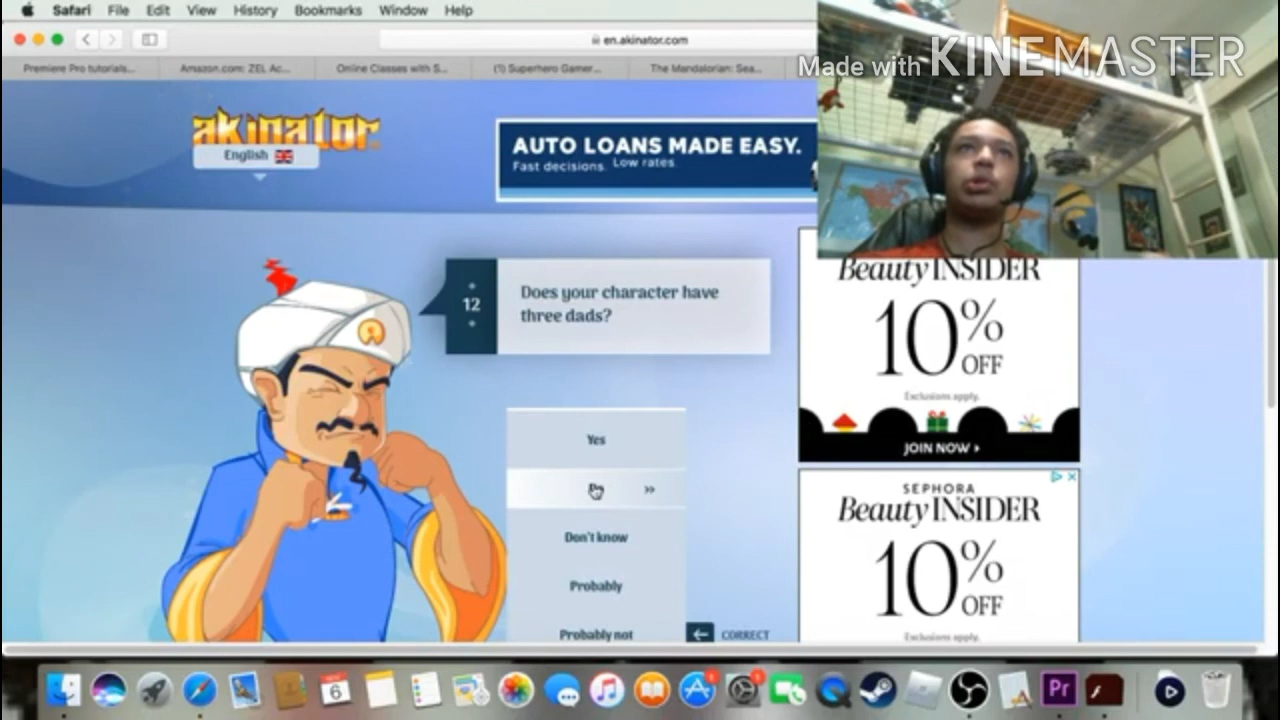 Safari File Edit View History Bookmarks Window Help
Made with KINEMASTER
en.akinator.com
Premiere Pro tutorials... Amazon.com: ZEL Ac... Online Classes with S... (1) Superhero Gamer... The Mandalorian: Sea...
akinator
English
AUTO LOANS MADE EASY.
Fast decisions. Low rates.
12
Does your character have
three dads?
Beauty INSIDER
10% OFF
Exclusions apply.
JOIN NOW
Yes
Don't know
Probably
Probably not
CORRECT
SEPHORA
Beauty INSIDER
10% OFF
Exclusions apply.
6
Pr